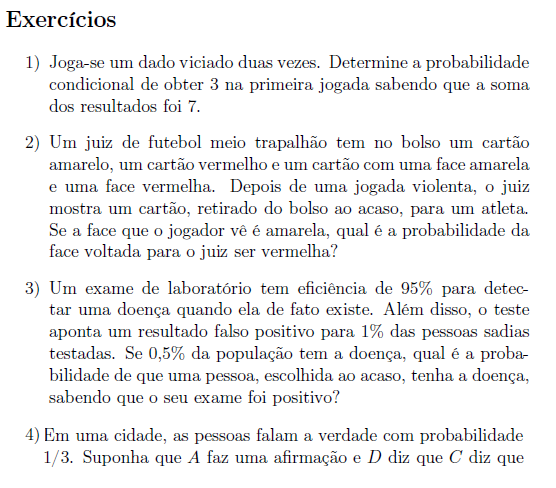 Exercícios
1) Joga-se um dado viciado duas vezes. Determine a probabilidade
condicional de obter 3 na primeira jogada sabendo que a soma
dos resultados foi 7.
2) Um juiz de futebol meio trapalhão tem no bolso um cartão
amarelo, um cartão vermelho e um cartão com uma face amarela
e uma face vermelha. Depois de uma jogada violenta, o juiz
mostra um cartão, retirado do bolso ao acaso, para um atleta.
Se a face que o jogador vê é amarela, qual é a probabilidade da
face voltada para o juiz ser vermelha?
3) Um exame de laboratório tem eficiência de 95% para detec-
tar uma doença quando ela de fato existe. Além disso, o teste
aponta um resultado falso positivo para 1% das pessoas sadias
testadas. Se 0,5% da população tem a doença, qual é a proba-
bilidade de que uma pessoa, escolhida ao acaso, tenha a doença,
sabendo que o seu exame foi positivo?
4) Em uma cidade, as pessoas falam a verdade com probabilidade
1/3. Suponha que A faz uma afirmação e D diz que C diz que